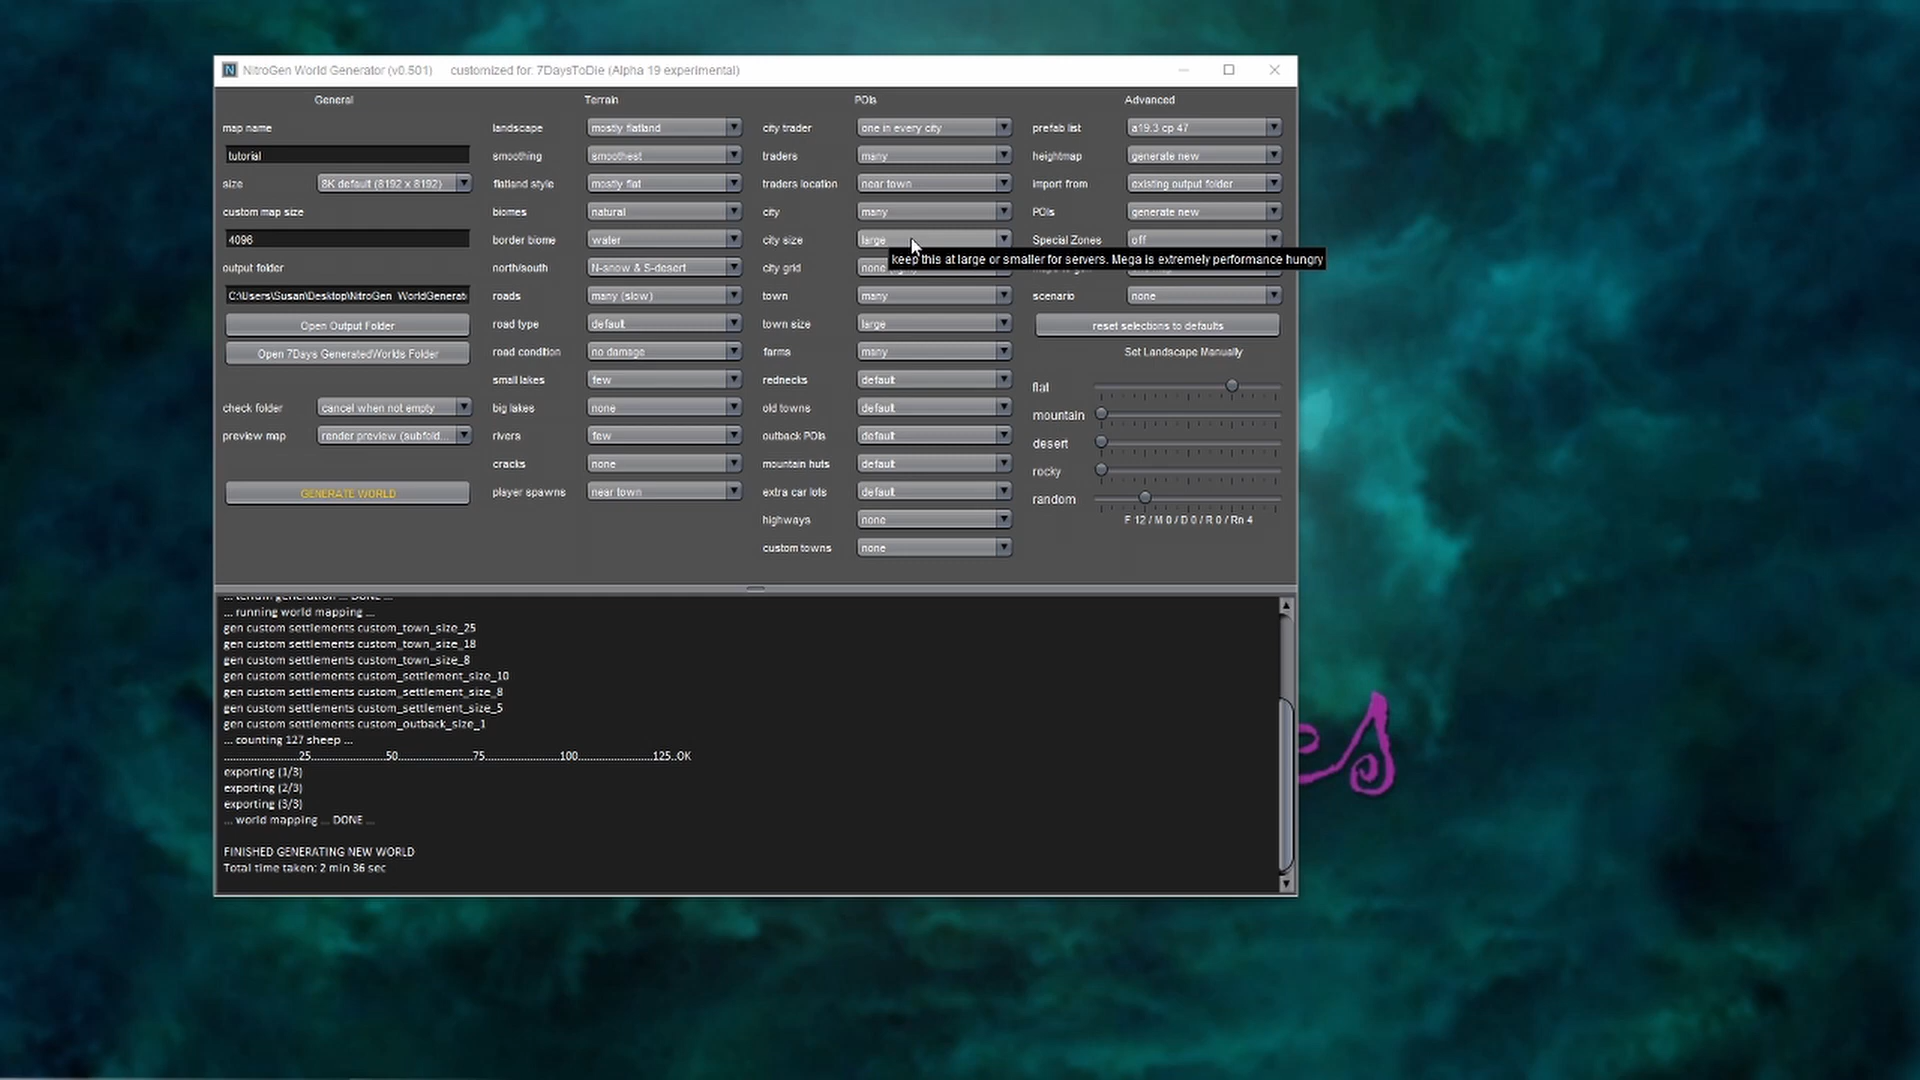 NitroGen World Generator (v0.501) customized for: 7DaysToDie (Alpha 19 experimental)
General
map name
tutorial
size 8K default (8192 x 8192)
custom map size
4096
output folder
C:\Users\Susan\Desktop\NitroGen_WorldGenerat
Open Output Folder
Open 7Days GeneratedWorlds Folder
check folder cancel when not empty
preview map render preview (subfold...
GENERATE WORLD
Terrain
landscape mostly flatland
smoothing smoothest
flatland style mostly flat
biomes natural
border biome water
north/south N-snow & S-desert
roads many (slow)
road type default
road condition no damage
small lakes few
big lakes none
rivers few
cracks none
player spawns near town
POIs
city trader one in every city
traders many
traders location near town
city many
city size large
keep this at large or smaller for servers. Mega is extremely performance hungry
city grid none
town many
town size large
farms many
rednecks default
old towns default
outback POIs default
mountain huts default
extra car lots default
highways none
custom towns none
Advanced
prefab list a19.3 cp 47
heightmap generate new
import from existing output folder
POIs generate new
Special Zones off
scenario none
reset selections to defaults
Set Landscape Manually
flat
mountain
desert
rocky
random
F 12 / M 0 / D 0 / R 0 / Rn 4
... terrain generation ... DONE ...
... running world mapping ...
gen custom settlements custom_town_size_25
gen custom settlements custom_town_size_18
gen custom settlements custom_town_size_8
gen custom settlements custom_settlement_size_10
gen custom settlements custom_settlement_size_8
gen custom settlements custom_settlement_size_5
gen custom settlements custom_outback_size_1
... counting 127 sheep ...
........................25........................50........................75........................100........................125..OK
exporting (1/3)
exporting (2/3)
exporting (3/3)
... world mapping ... DONE ...
FINISHED GENERATING NEW WORLD
Total time taken: 2 min 36 sec